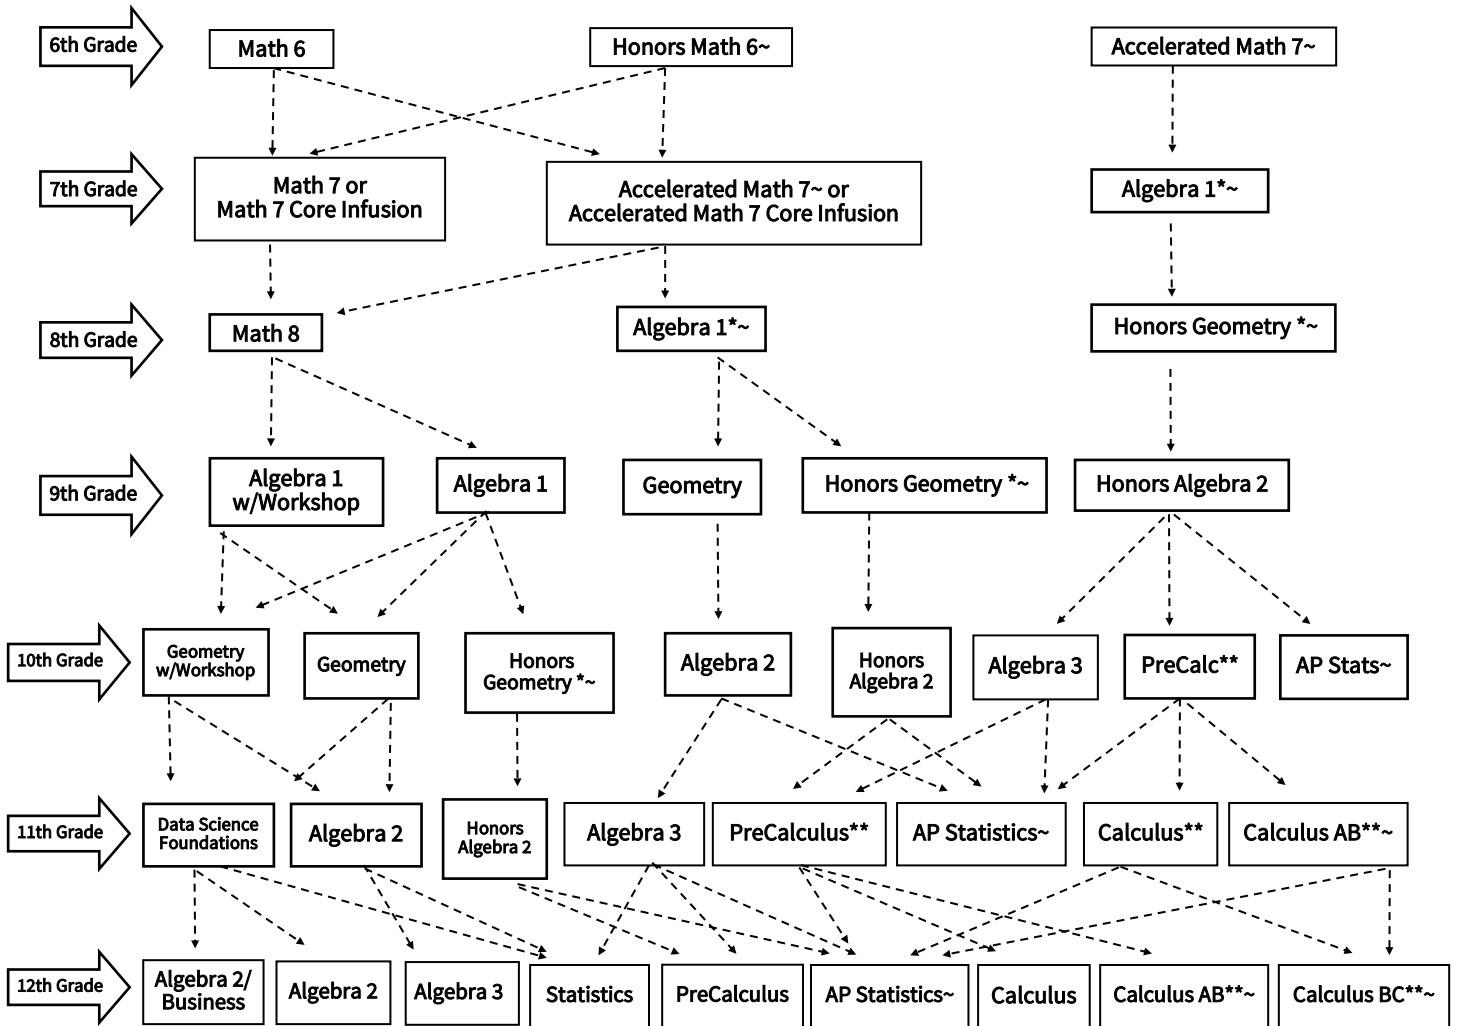 6th Grade
Math 6
Honors Math 6~
Accelerated Math 7~
7th Grade
Math 7 or
Math 7 Core Infusion
Accelerated Math 7~ or
Accelerated Math 7 Core Infusion
Algebra 1*~
8th Grade
Math 8
Algebra 1*~
Honors Geometry *~
9th Grade
Algebra 1
w/Workshop
Algebra 1
Geometry
Honors Geometry *~
Honors Algebra 2
10th Grade
Geometry
w/Workshop
Geometry
Honors
Geometry *~
Algebra 2
Honors
Algebra 2
Algebra 3
PreCalc**
AP Stats~
11th Grade
Data Science
Foundations
Algebra 2
Honors
Algebra 2
Algebra 3
PreCalculus**
AP Statistics~
Calculus**
Calculus AB**~
12th Grade
Algebra 2/
Business
Algebra 2
Algebra 3
Statistics
PreCalculus
AP Statistics~
Calculus
Calculus AB**~
Calculus BC**~